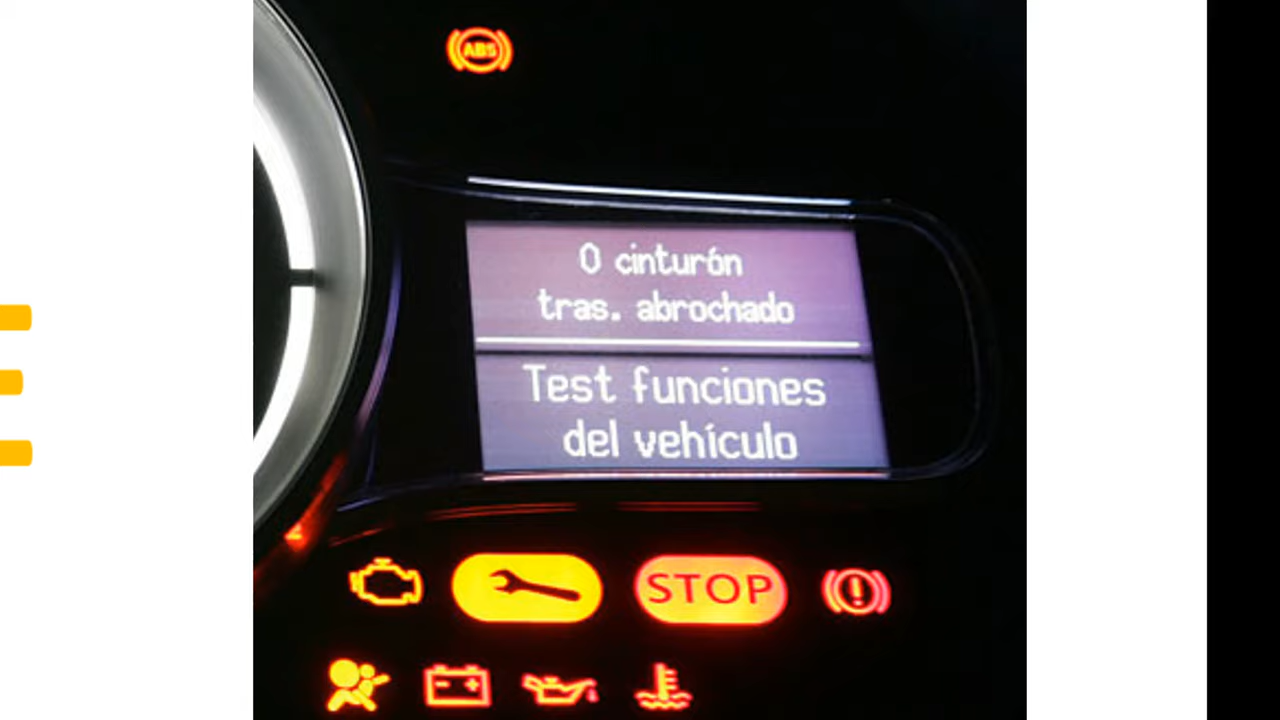 ABS
0 cinturón
tras. abrochado
Test funciones
del vehículo
STOP